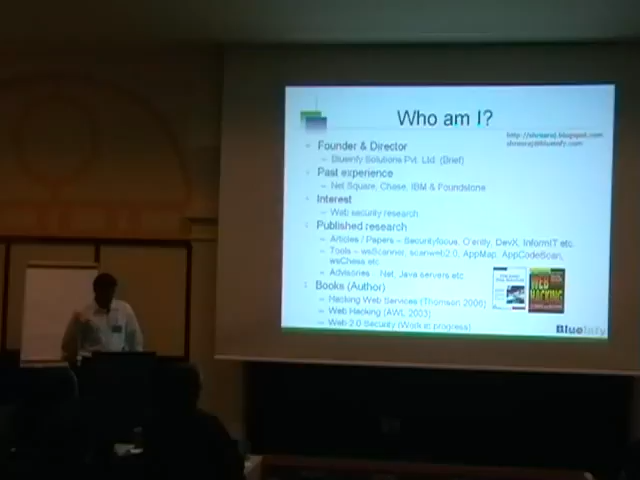 Who am I?
http://shreeraj.blogspot.com
shreeraj@blueinfy.com
Founder & Director
– Blueinfy Solutions Pvt. Ltd. (Brief)
Past experience
– Net Square, Chase, IBM & Foundstone
Interest
– Web security research
Published research
– Articles / Papers – Securityfocus, O'erilly, DevX, InformIT etc.
– Tools – wsScanner, scanweb2.0, AppMap, AppCodeScan, wsChess etc.
– Advisories - .Net, Java servers etc.
Books (Author)
– Hacking Web Services (Thomson 2006)
– Web Hacking (AWL 2003)
– Web 2.0 Security (Work in progress)
WEB
HACKING
BlueInfy